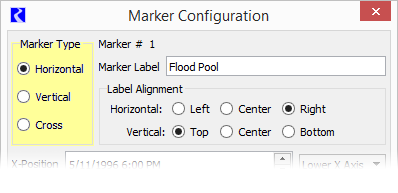 Marker Configuration
Marker Type
Horizontal
Vertical
Cross
Marker # 1
Marker Label Flood Pool
Label Alignment
Horizontal: Left Center Right
Vertical: Top Center Bottom
X-Position 5/11/1996 6:00 PM Lower X Axis